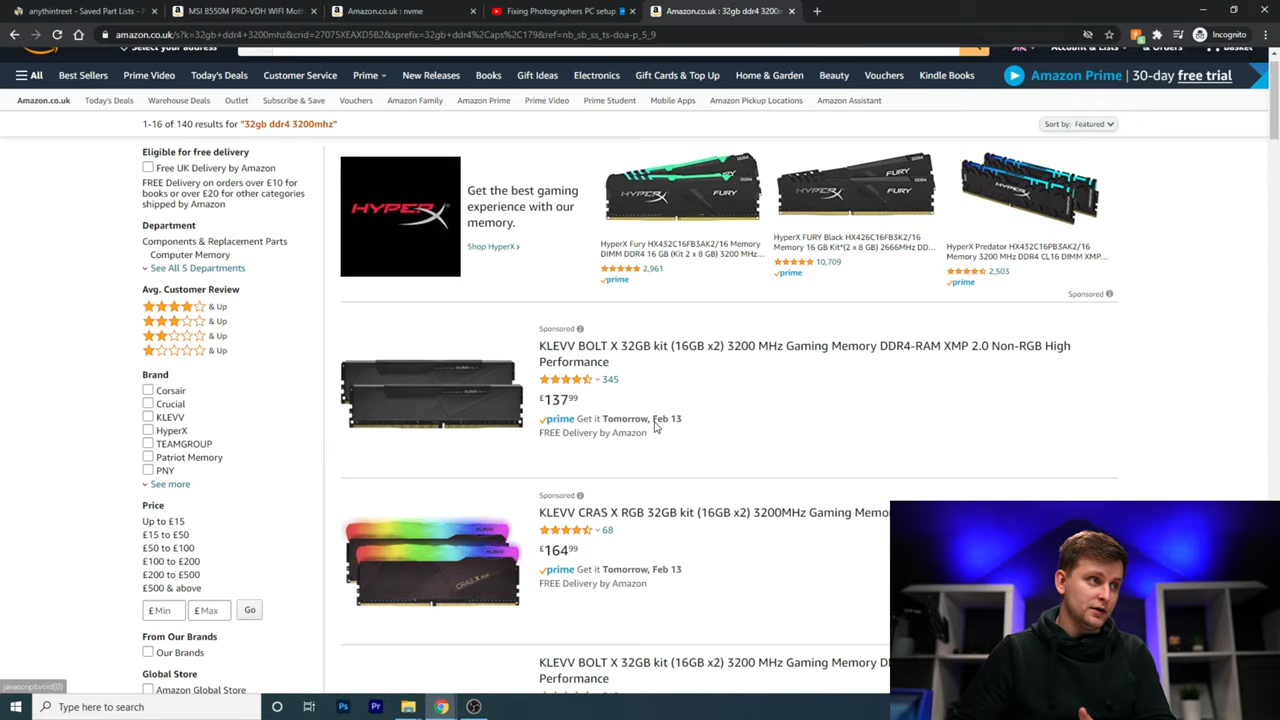 anythintreet - Saved Part Lists -
MSI B550M PRO-VDH WIFI Moth
Amazon.co.uk : nvme
Fixing Photographers PC setup
Amazon.co.uk : 32gb ddr4 3200m
amazon.co.uk/s?k=32gb+ddr4+3200mhz&crid=27075XEAXD5B2&sprefix=32gb+ddr4%2Caps%2C179&ref=nb_sb_ss_ts-doa-p_5_9
Incognito
Select your address
Account & Lists
& Orders
Basket
All
Best Sellers
Prime Video
Today's Deals
Customer Service
Prime
New Releases
Books
Gift Ideas
Electronics
Gift Cards & Top Up
Home & Garden
Beauty
Vouchers
Kindle Books
Amazon Prime | 30-day free trial
Amazon.co.uk
Today's Deals
Warehouse Deals
Outlet
Subscribe & Save
Vouchers
Amazon Family
Amazon Prime
Prime Video
Prime Student
Mobile Apps
Amazon Pickup Locations
Amazon Assistant
1-16 of 140 results for "32gb ddr4 3200mhz"
Sort by: Featured
Eligible for free delivery
Free UK Delivery by Amazon
FREE Delivery on orders over £10 for
books or over £20 for other categories
shipped by Amazon
Department
Components & Replacement Parts
Computer Memory
See All 5 Departments
Avg. Customer Review
& Up
& Up
& Up
& Up
Brand
Corsair
Crucial
KLEVV
HyperX
TEAMGROUP
Patriot Memory
PNY
See more
Price
Up to £15
£15 to £50
£50 to £100
£100 to £200
£200 to £500
£500 & above
£ Min
£ Max
Go
From Our Brands
Our Brands
Global Store
Amazon Global Store
HYPERX
Get the best gaming
experience with our
memory.
Shop HyperX ›
HYPERX
FURY
HyperX Fury HX432C16FB3AK2/16 Memory
DIMM DDR4 16 GB (Kit 2 x 8 GB) 3200 MHz...
2,961
prime
HYPERX
FURY
FURY
HyperX FURY Black HX426C16FB3K2/16
Memory 16 GB Kit*(2 x 8 GB) 2666MHz DD...
10,709
prime
HYPERX
HyperX Predator HX432C16PB3AK2/16
Memory 3200 MHz DDR4 CL16 DIMM XMP...
2,503
prime
Sponsored
Sponsored
KLEVV BOLT X 32GB kit (16GB x2) 3200 MHz Gaming Memory DDR4-RAM XMP 2.0 Non-RGB High
Performance
345
£137.99
prime Get it Tomorrow, Feb 13
FREE Delivery by Amazon
Sponsored
KLEVV CRAS X RGB 32GB kit (16GB x2) 3200MHz Gaming Memor
68
£164.99
prime Get it Tomorrow, Feb 13
FREE Delivery by Amazon
CRAS X
KLEVV BOLT X 32GB kit (16GB x2) 3200 MHz Gaming Memory D
Performance
javascript:void(0)
Type here to search
Ps
Pr